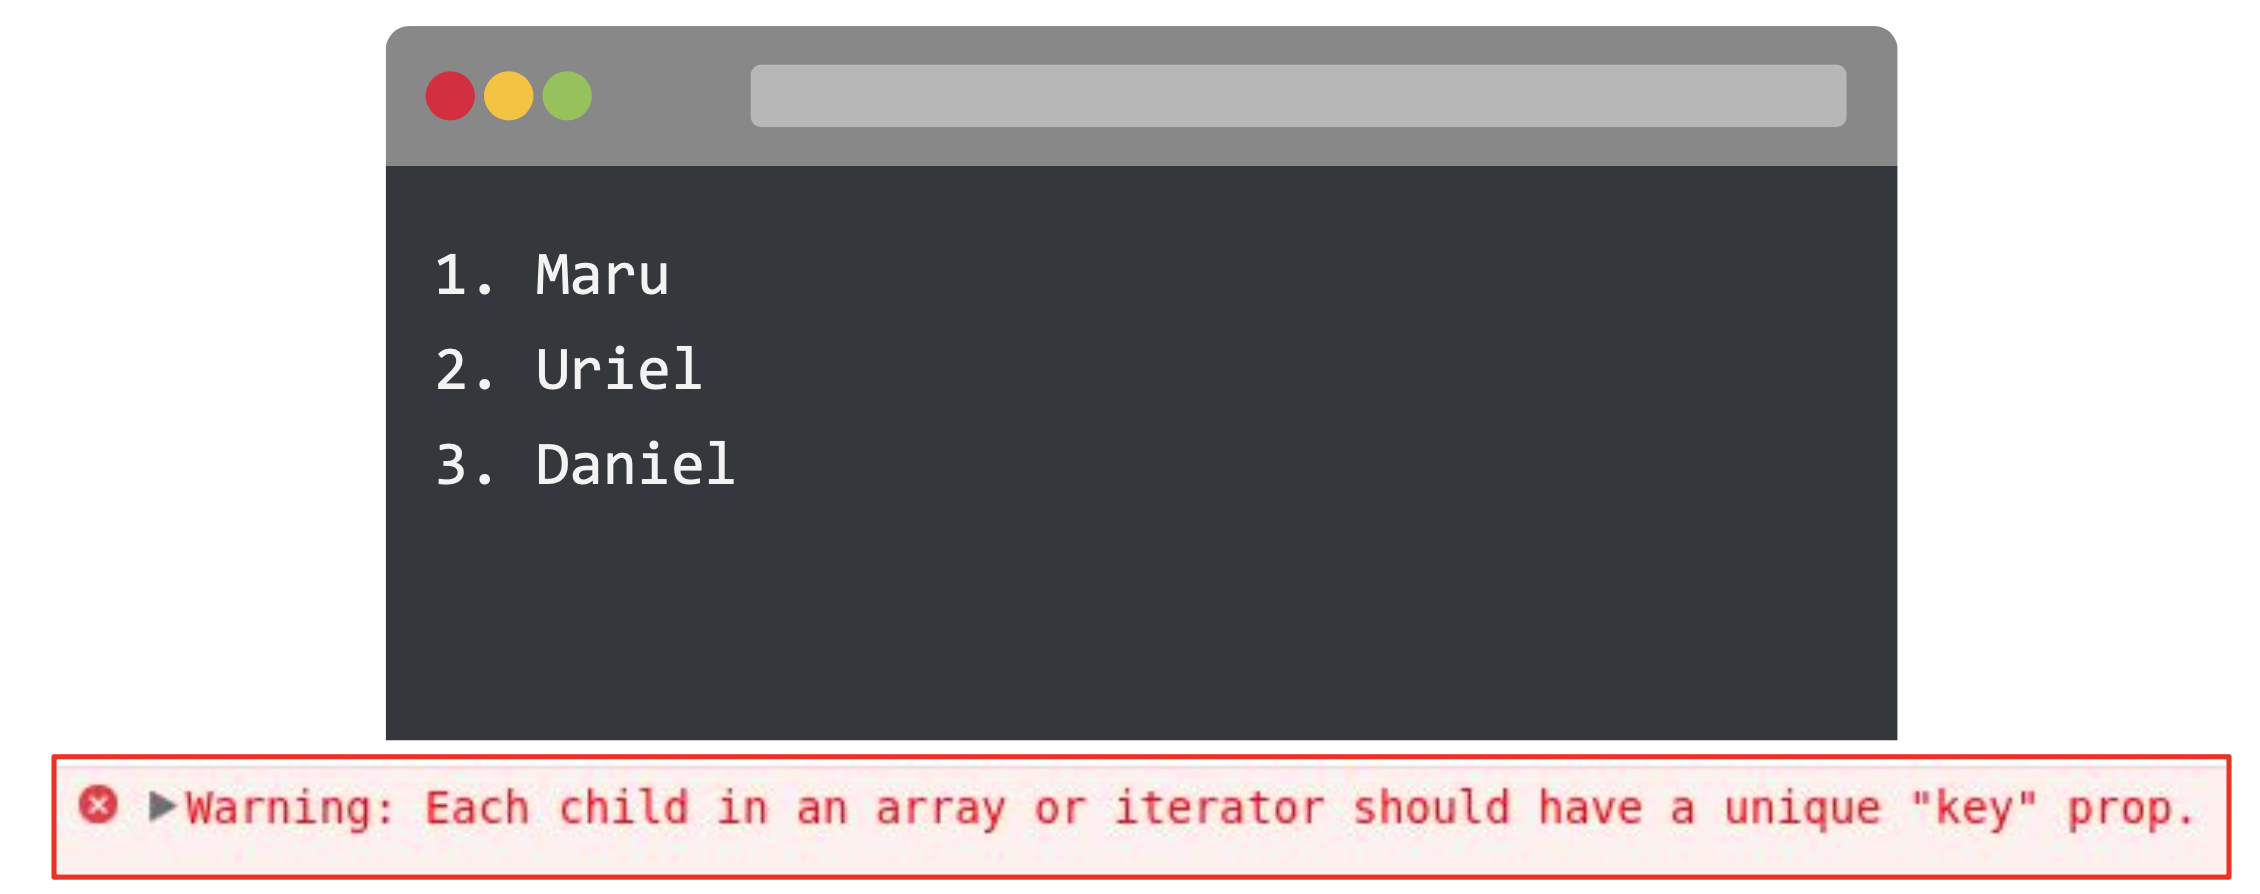 1. Maru
2. Uriel
3. Daniel
Warning: Each child in an array or iterator should have a unique "key" prop.